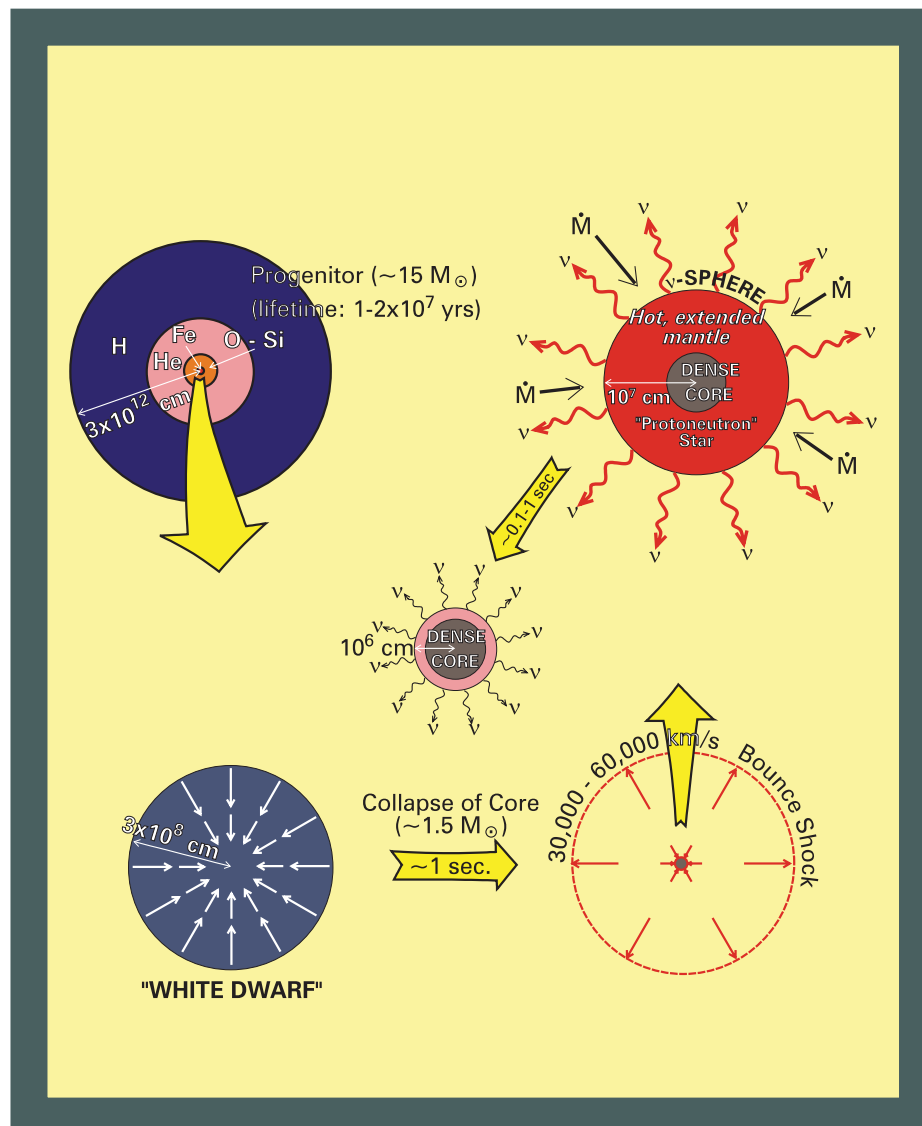 Progenitor (~15 M☉)
(lifetime: 1-2x10⁷ yrs)
H
Fe
O - Si
He
3x10¹² cm
ν
ν
Ṁ
ν
ν
ν-SPHERE
Ṁ
Hot, extended
mantle
ν
ν
DENSE
CORE
Ṁ
10⁷ cm
"Protoneutron"
Star
ν
ν
Ṁ
ν
ν
ν
ν
~0.1-1 sec
ν
ν
ν
ν
ν
ν
10⁶ cm
DENSE
CORE
ν
ν
ν
ν
ν
ν
3x10⁸ cm
"WHITE DWARF"
Collapse of Core
(~1.5 M☉)
~1 sec.
30,000 - 60,000 km/s
Bounce Shock